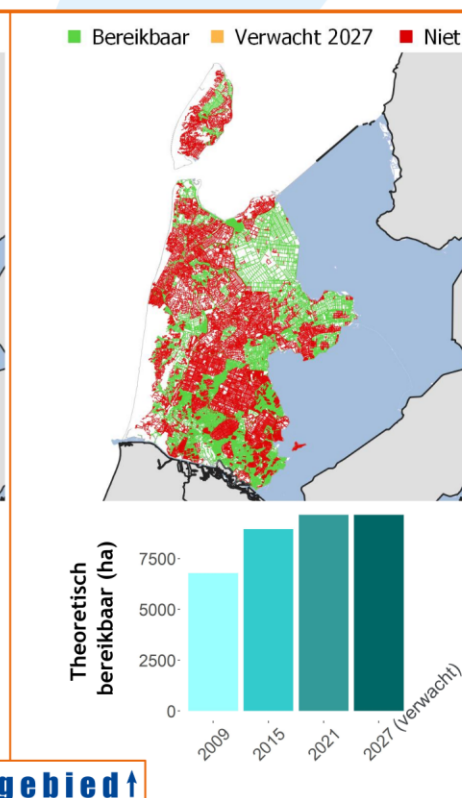 Bereikbaar Verwacht 2027 Niet
Theoretisch
bereikbaar (ha)
7500
5000
2500
0
2009 2015 2021 2027 (verwacht)
gebied